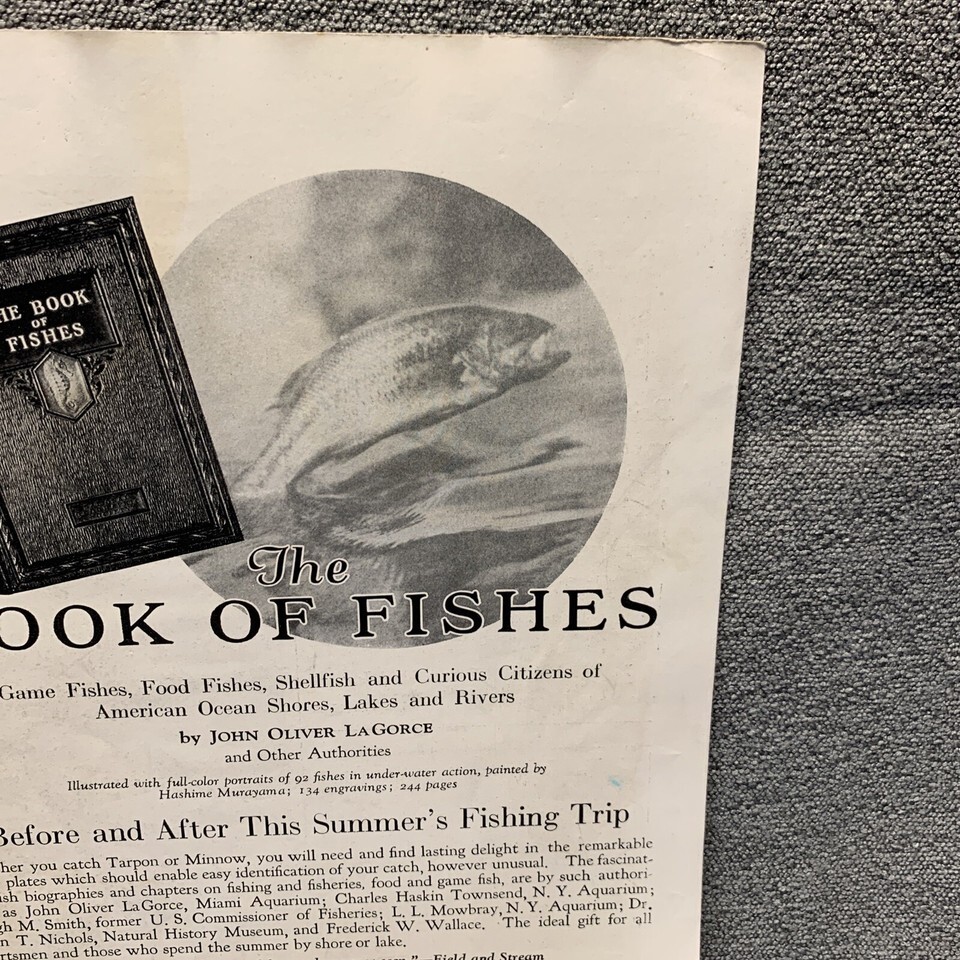 HE BOOK
OF
FISHES
The
OOK OF FISHES
Game Fishes, Food Fishes, Shellfish and Curious Citizens of
American Ocean Shores, Lakes and Rivers
by JOHN OLIVER LAGORCE
and Other Authorities
Illustrated with full-color portraits of 92 fishes in under-water action, painted by
Hashime Murayama; 134 engravings; 244 pages
Before and After This Summer's Fishing Trip
her you catch Tarpon or Minnow, you will need and find lasting delight in the remarkable
plates which should enable easy identification of your catch, however unusual. The fascinat-
ish biographies and chapters on fishing and fisheries, food and game fish, are by such authori-
as John Oliver LaGorce, Miami Aquarium; Charles Haskin Townsend, N. Y. Aquarium;
gh M. Smith, former U. S. Commissioner of Fisheries; L. L. Mowbray, N. Y. Aquarium; Dr.
n T. Nichols, Natural History Museum, and Frederick W. Wallace. The ideal gift for all
rtsmen and those who spend the summer by shore or lake.
"—Field and Stream